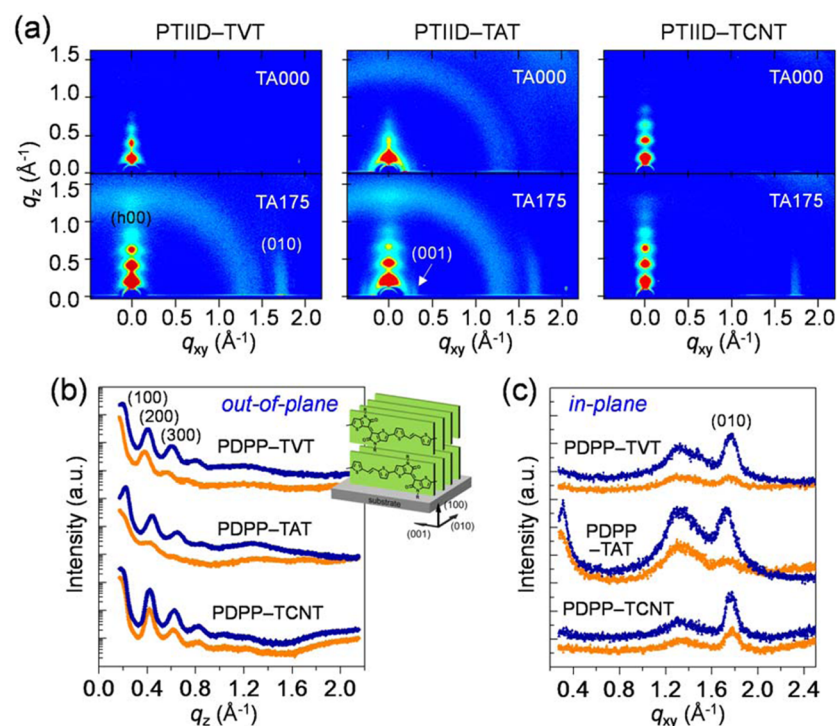 (a)
PTIID–TVT PTIID–TAT PTIID–TCNT
TA000 TA000 TA000
1.5
1.0
0.5
0.0
TA175 TA175 TA175
(h00) (010) (001)
1.5
1.0
0.5
0.0
qz (Å-1)
0.0 0.5 1.0 1.5 2.0 0.0 0.5 1.0 1.5 2.0 0.0 0.5 1.0 1.5 2.0
qxy (Å-1) qxy (Å-1) qxy (Å-1)
(b)
(100)
(200)
(300)
out-of-plane
PDPP–TVT
PDPP–TAT
PDPP–TCNT
Intensity (a.u.)
0.0 0.4 0.8 1.2 1.6 2.0
qz (Å-1)
substrate
(100)
(001) (010)
(c)
in-plane
(010)
PDPP–TVT
PDPP
–TAT
PDPP–TCNT
Intensity (a.u.)
0.4 0.8 1.2 1.6 2.0 2.4
qxy (Å-1)